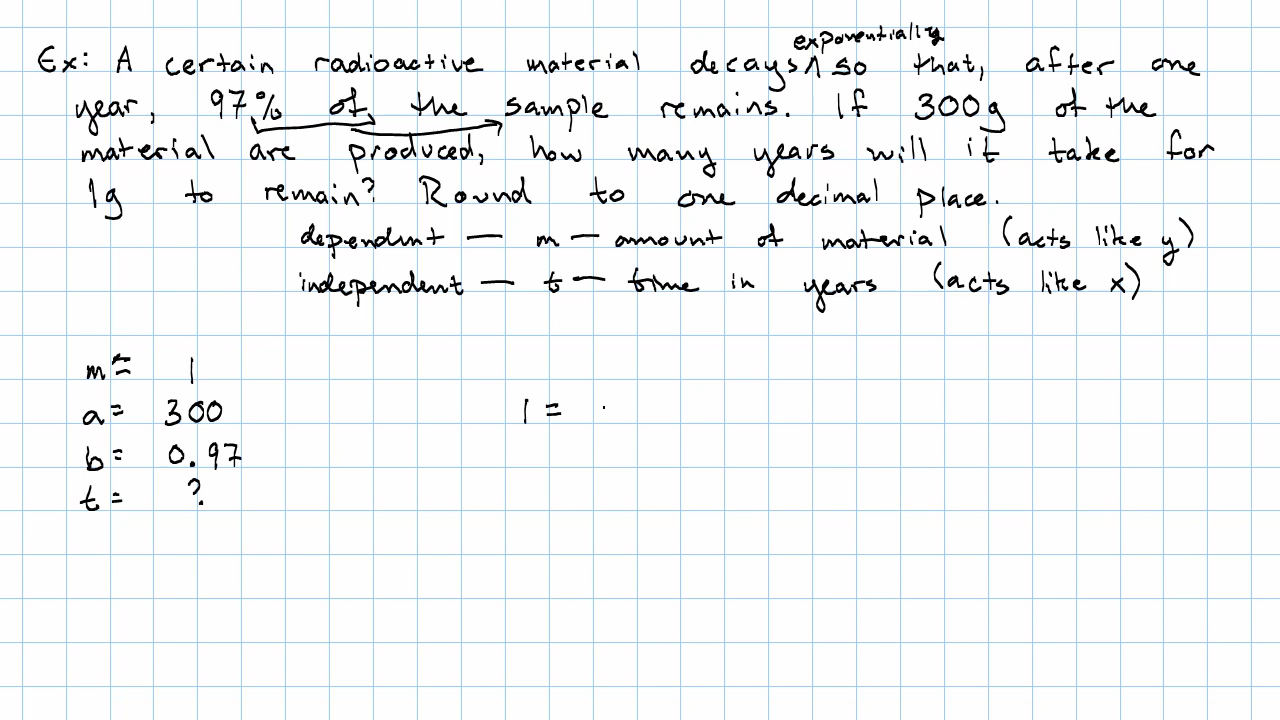 exponentially
Ex: A certain radioactive material decays ^ so that, after one
year, 97% of the sample remains. If 300g of the
material are produced, how many years will it take for
1g to remain? Round to one decimal place.
dependent — m — amount of material (acts like y)
independent — t — time in years (acts like x)
m = 1
a = 300
1 =
b = 0.97
t = ?